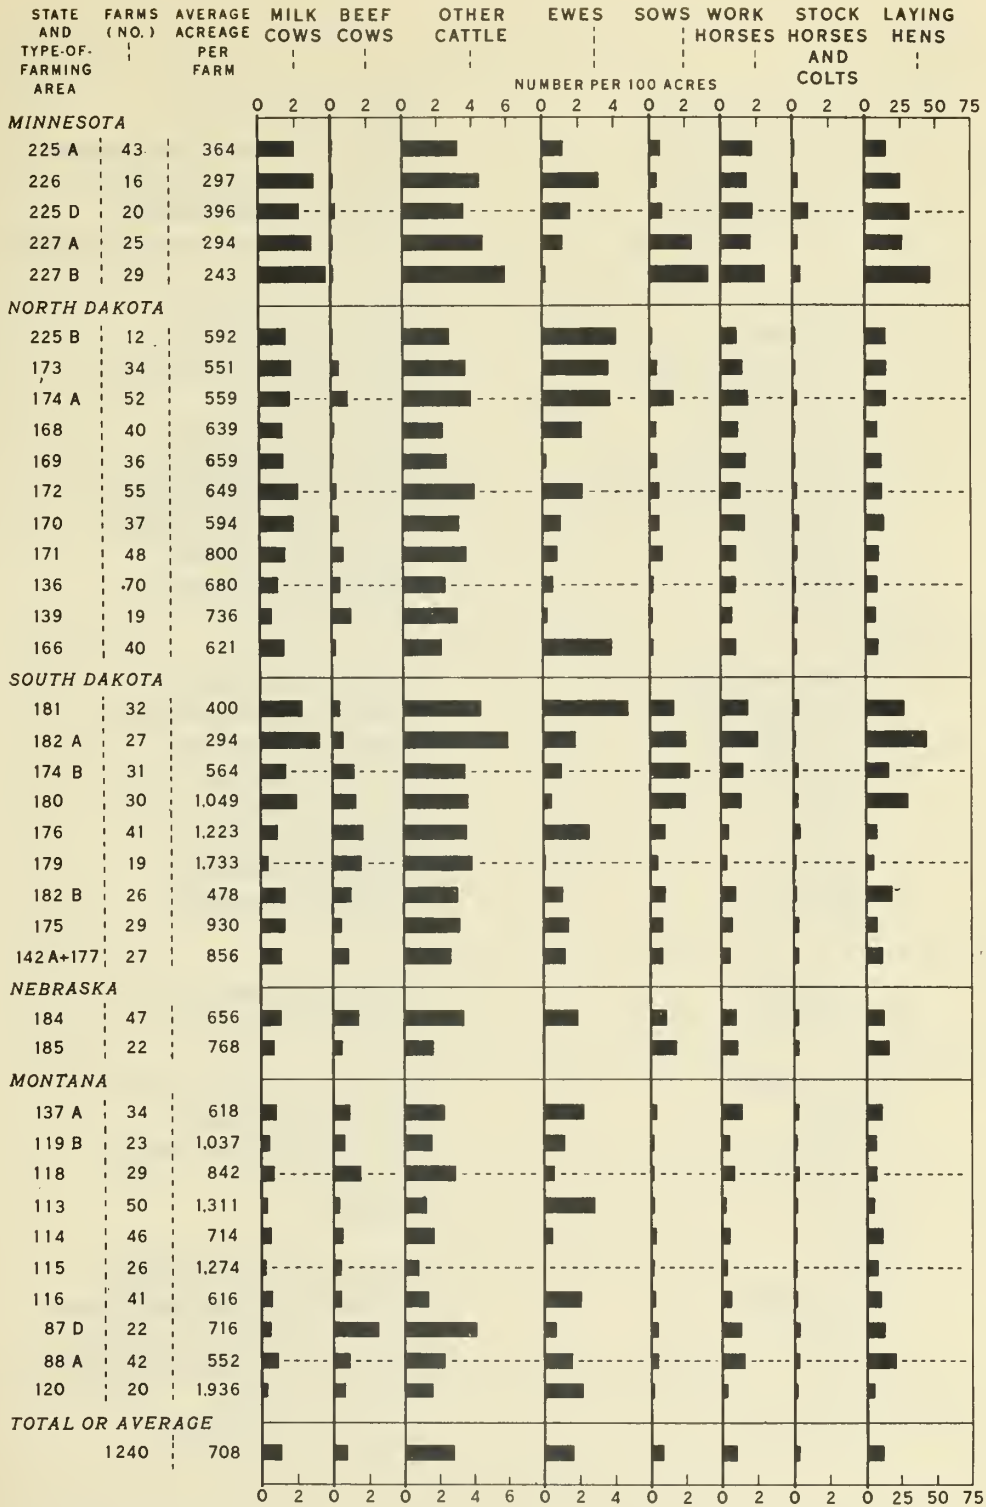 STATE FARMS AVERAGE MILK BEEF OTHER EWES SOWS WORK STOCK LAYING
AND (NO.) ACREAGE COWS COWS CATTLE HORSES HORSES HENS
TYPE-OF- PER AND
FARMING FARM COLTS
AREA
NUMBER PER 100 ACRES
0 2 0 2 0 2 4 6 0 2 4 0 2 0 2 0 2 0 25 50 75
MINNESOTA
225 A 43 364
226 16 297
225 D 20 396
227 A 25 294
227 B 29 243
NORTH DAKOTA
225 B 12 592
173 34 551
174 A 52 559
168 40 639
169 36 659
172 55 649
170 37 594
171 48 800
136 70 680
139 19 736
166 40 621
SOUTH DAKOTA
181 32 400
182 A 27 294
174 B 31 564
180 30 1,049
176 41 1,223
179 19 1,733
182 B 26 478
175 29 930
142 A+177 27 856
NEBRASKA
184 47 656
185 22 768
MONTANA
137 A 34 618
119 B 23 1,037
118 29 842
113 50 1,311
114 46 714
115 26 1,274
116 41 616
87 D 22 716
88 A 42 552
120 20 1,936
TOTAL OR AVERAGE
1240 708
0 2 0 2 0 2 4 6 0 2 4 0 2 0 2 0 2 0 25 50 75